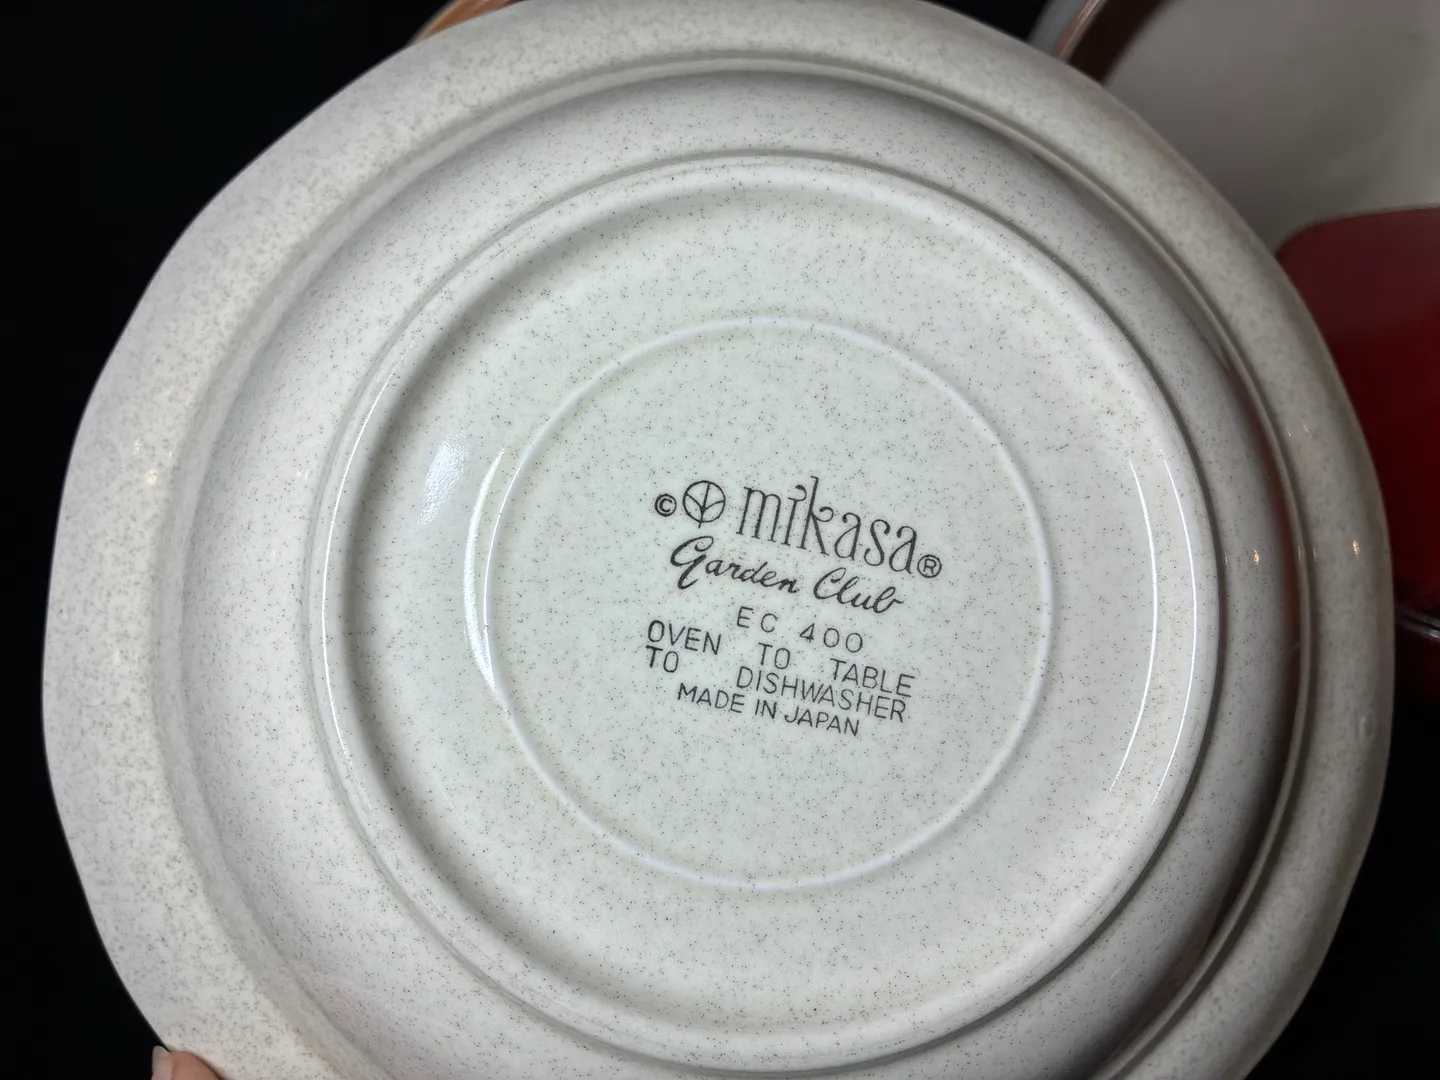 © mikasa®
Garden Club
EC 400
OVEN TO TABLE
TO DISHWASHER
MADE IN JAPAN